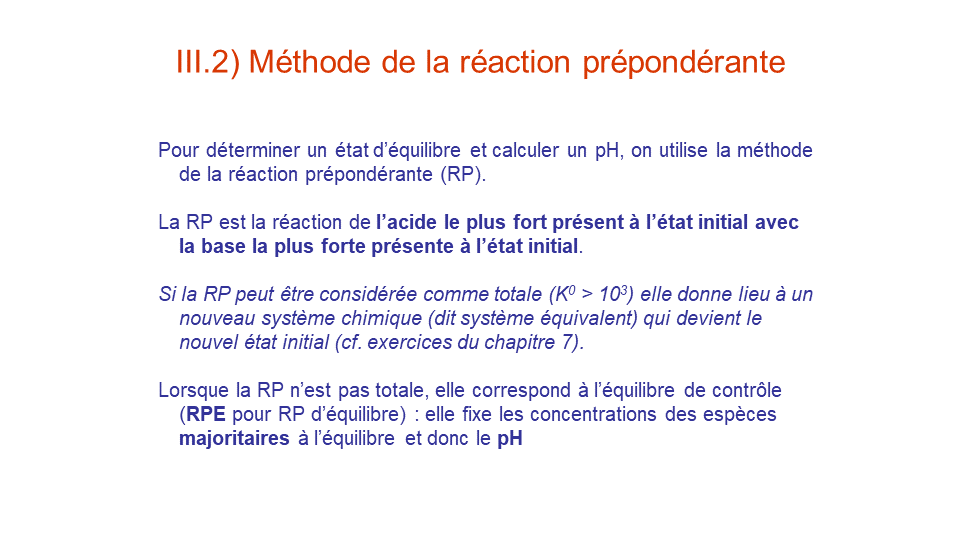 III.2) Méthode de la réaction prépondérante
Pour déterminer un état d’équilibre et calculer un pH, on utilise la méthode
de la réaction prépondérante (RP).
La RP est la réaction de l’acide le plus fort présent à l’état initial avec
la base la plus forte présente à l’état initial.
Si la RP peut être considérée comme totale (K⁰ > 10³) elle donne lieu à un
nouveau système chimique (dit système équivalent) qui devient le
nouvel état initial (cf. exercices du chapitre 7).
Lorsque la RP n’est pas totale, elle correspond à l’équilibre de contrôle
(RPE pour RP d’équilibre) : elle fixe les concentrations des espèces
majoritaires à l’équilibre et donc le pH